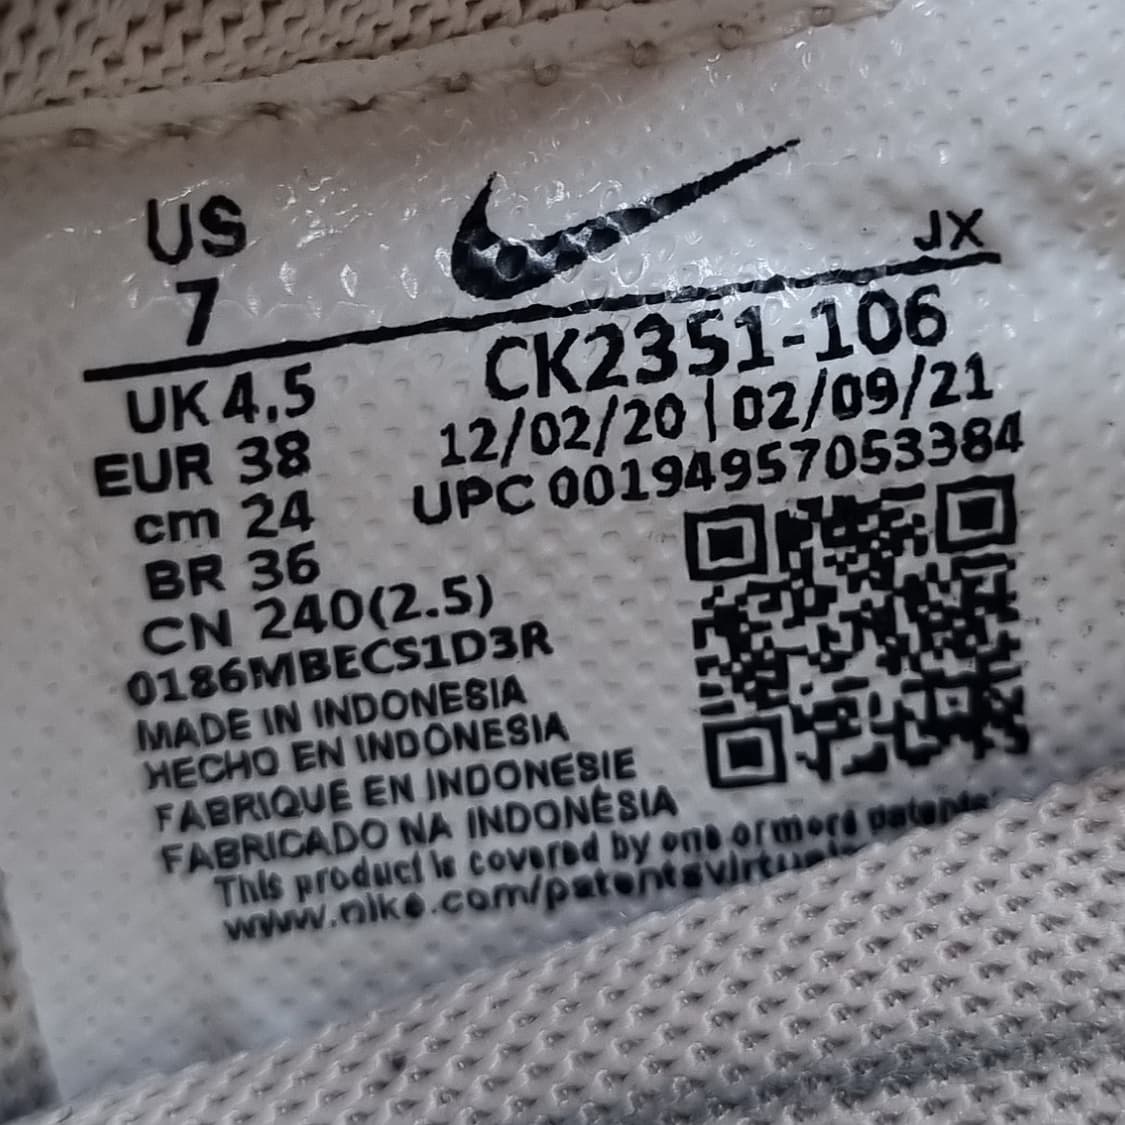 US
7
JX
UK 4.5
EUR 38
cm 24
BR 36
CN 240(2.5)
CK2351-106
12/02/20 | 02/09/21
UPC 00194957053384
0186MBECS1D3R
MADE IN INDONESIA
HECHO EN INDONESIA
FABRIQUE EN INDONESIE
FABRICADO NA INDONÉSIA
This product is covered by one or more patents
www.nike.com/patentsvirtual